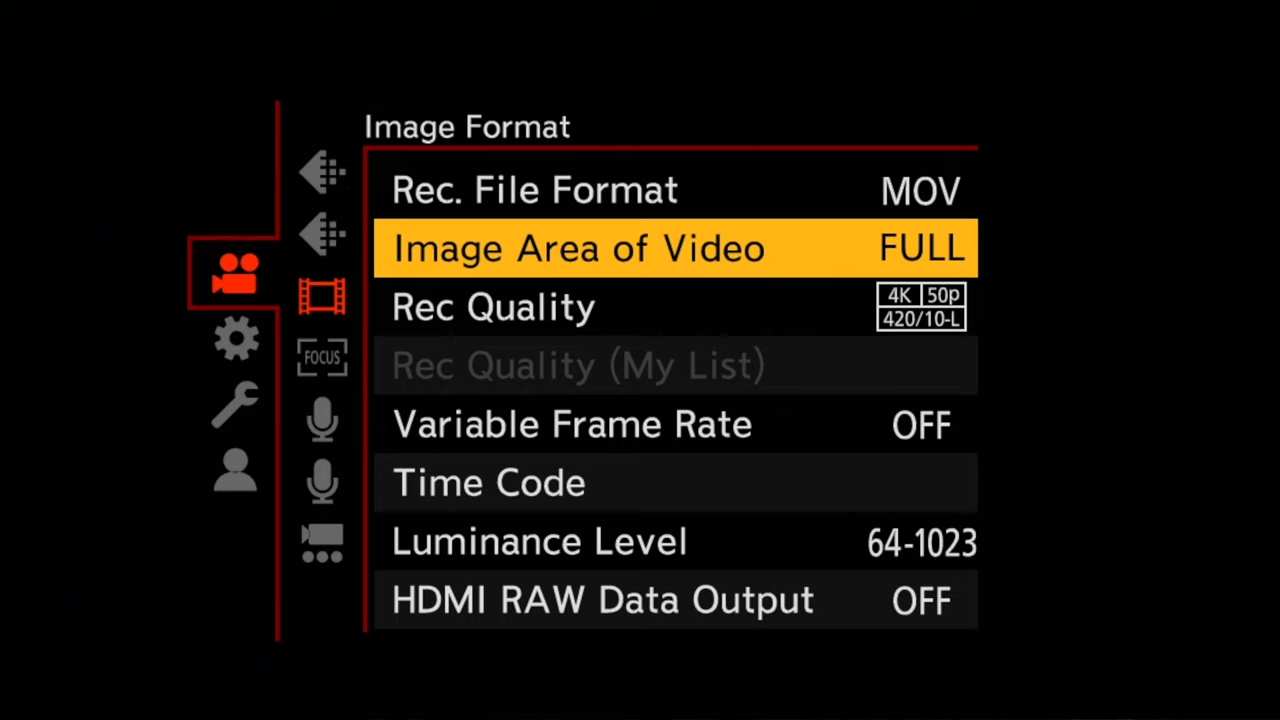 Image Format
Rec. File Format MOV
Image Area of Video FULL
Rec Quality 4K 50p 420/10-L
Rec Quality (My List)
FOCUS
Variable Frame Rate OFF
Time Code
Luminance Level 64-1023
HDMI RAW Data Output OFF